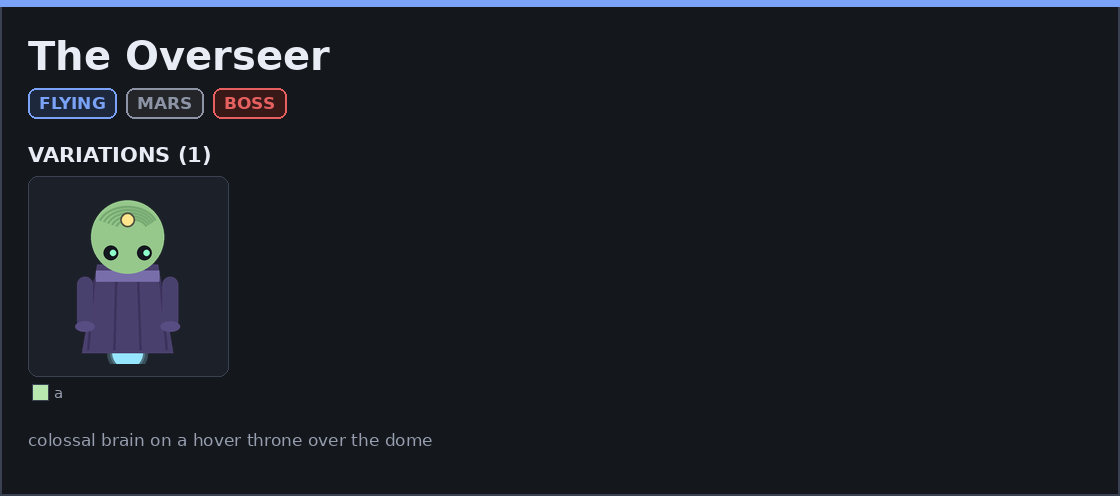 The Overseer
FLYING MARS BOSS
VARIATIONS (1)
a
colossal brain on a hover throne over the dome